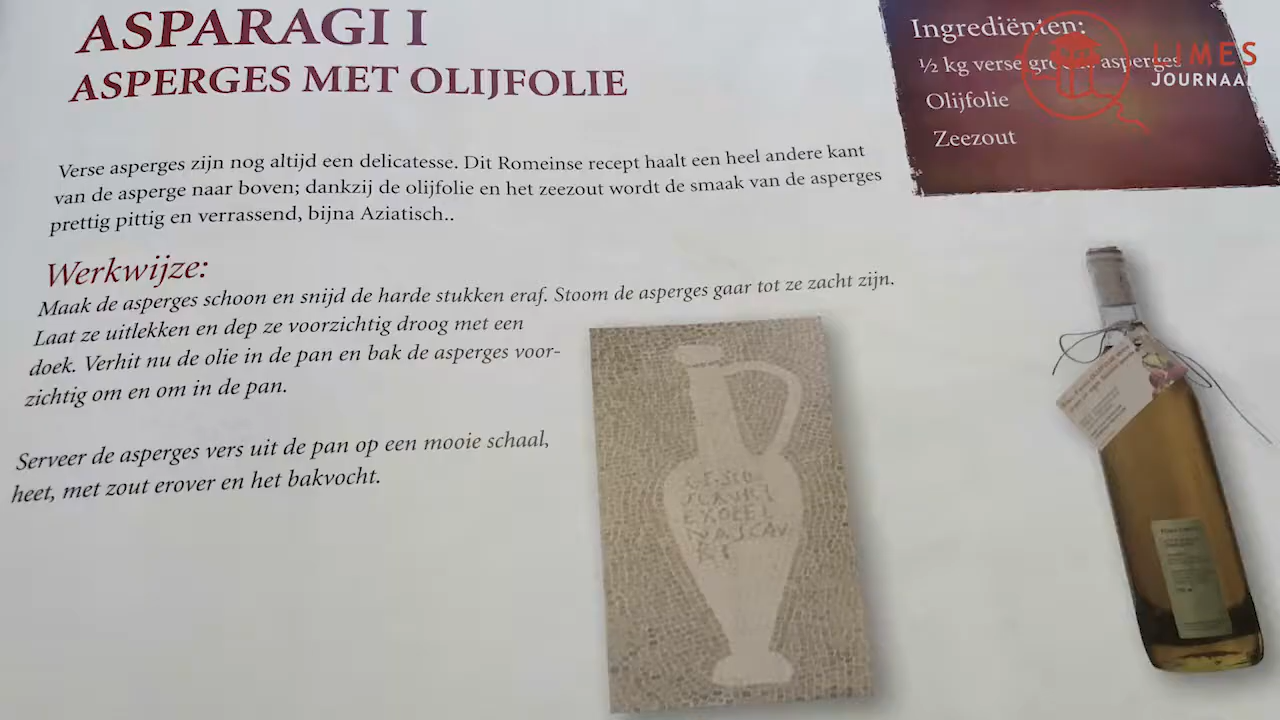 ASPARAGI I
ASPERGES MET OLIJFOLIE
Verse asperges zijn nog altijd een delicatesse. Dit Romeinse recept haalt een heel andere kant
van de asperge naar boven; dankzij de olijfolie en het zeezout wordt de smaak van de asperges
prettig pittig en verrassend, bijna Aziatisch..
Werkwijze:
Maak de asperges schoon en snijd de harde stukken eraf. Stoom de asperges gaar tot ze zacht zijn.
Laat ze uitlekken en dep ze voorzichtig droog met een
doek. Verhit nu de olie in de pan en bak de asperges voor-
zichtig om en om in de pan.
Serveer de asperges vers uit de pan op een mooie schaal,
heet, met zout erover en het bakvocht.
Ingrediënten:
½ kg verse groene asperges
Olijfolie
Zeezout
LIMES
JOURNAAL